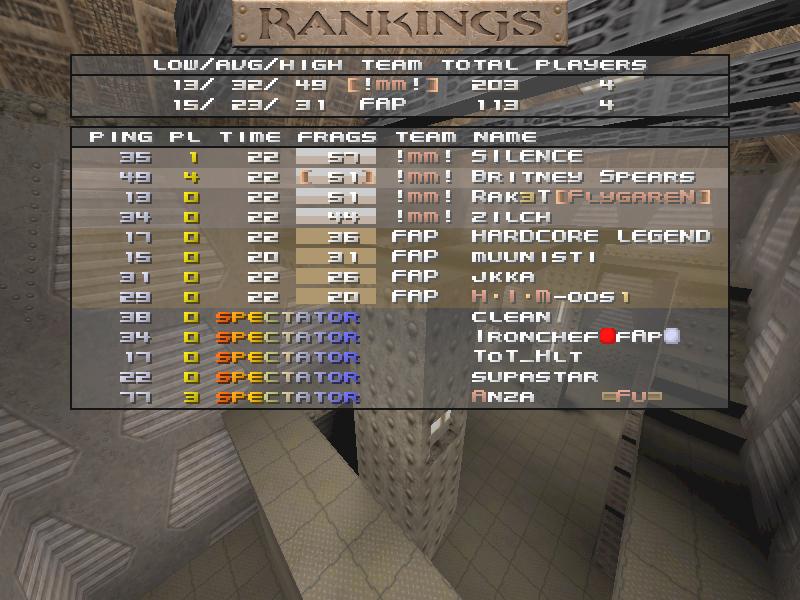 RANKINGS
LOW/AVG/HIGH TEAM TOTAL PLAYERS
13/ 32/ 49 [!mm!] 203 4
15/ 23/ 31 FAP 113 4
PING PL TIME FRAGS TEAM NAME
35 1 22 57 !mm! SILENCE
49 4 22 [ 51] !mm! BRITNEY SPEARS
13 0 22 51 !mm! RAK3T[FLYGAREN]
34 0 22 44 !mm! ZILCH
17 0 22 36 FAP HARDCORE LEGEND
15 0 20 31 FAP MUUNISTI
31 0 22 26 FAP JKKA
29 0 22 20 FAP H·I·M-OOS1
38 0 SPECTATOR CLEAN
34 0 SPECTATOR IRONCHEF FAP
17 0 SPECTATOR TOT_HLT
22 0 SPECTATOR SUPASTAR
77 3 SPECTATOR ANZA =FU=